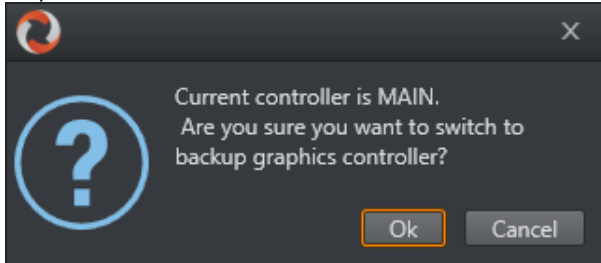 Current controller is MAIN.
Are you sure you want to switch to
backup graphics controller?
Ok
Cancel